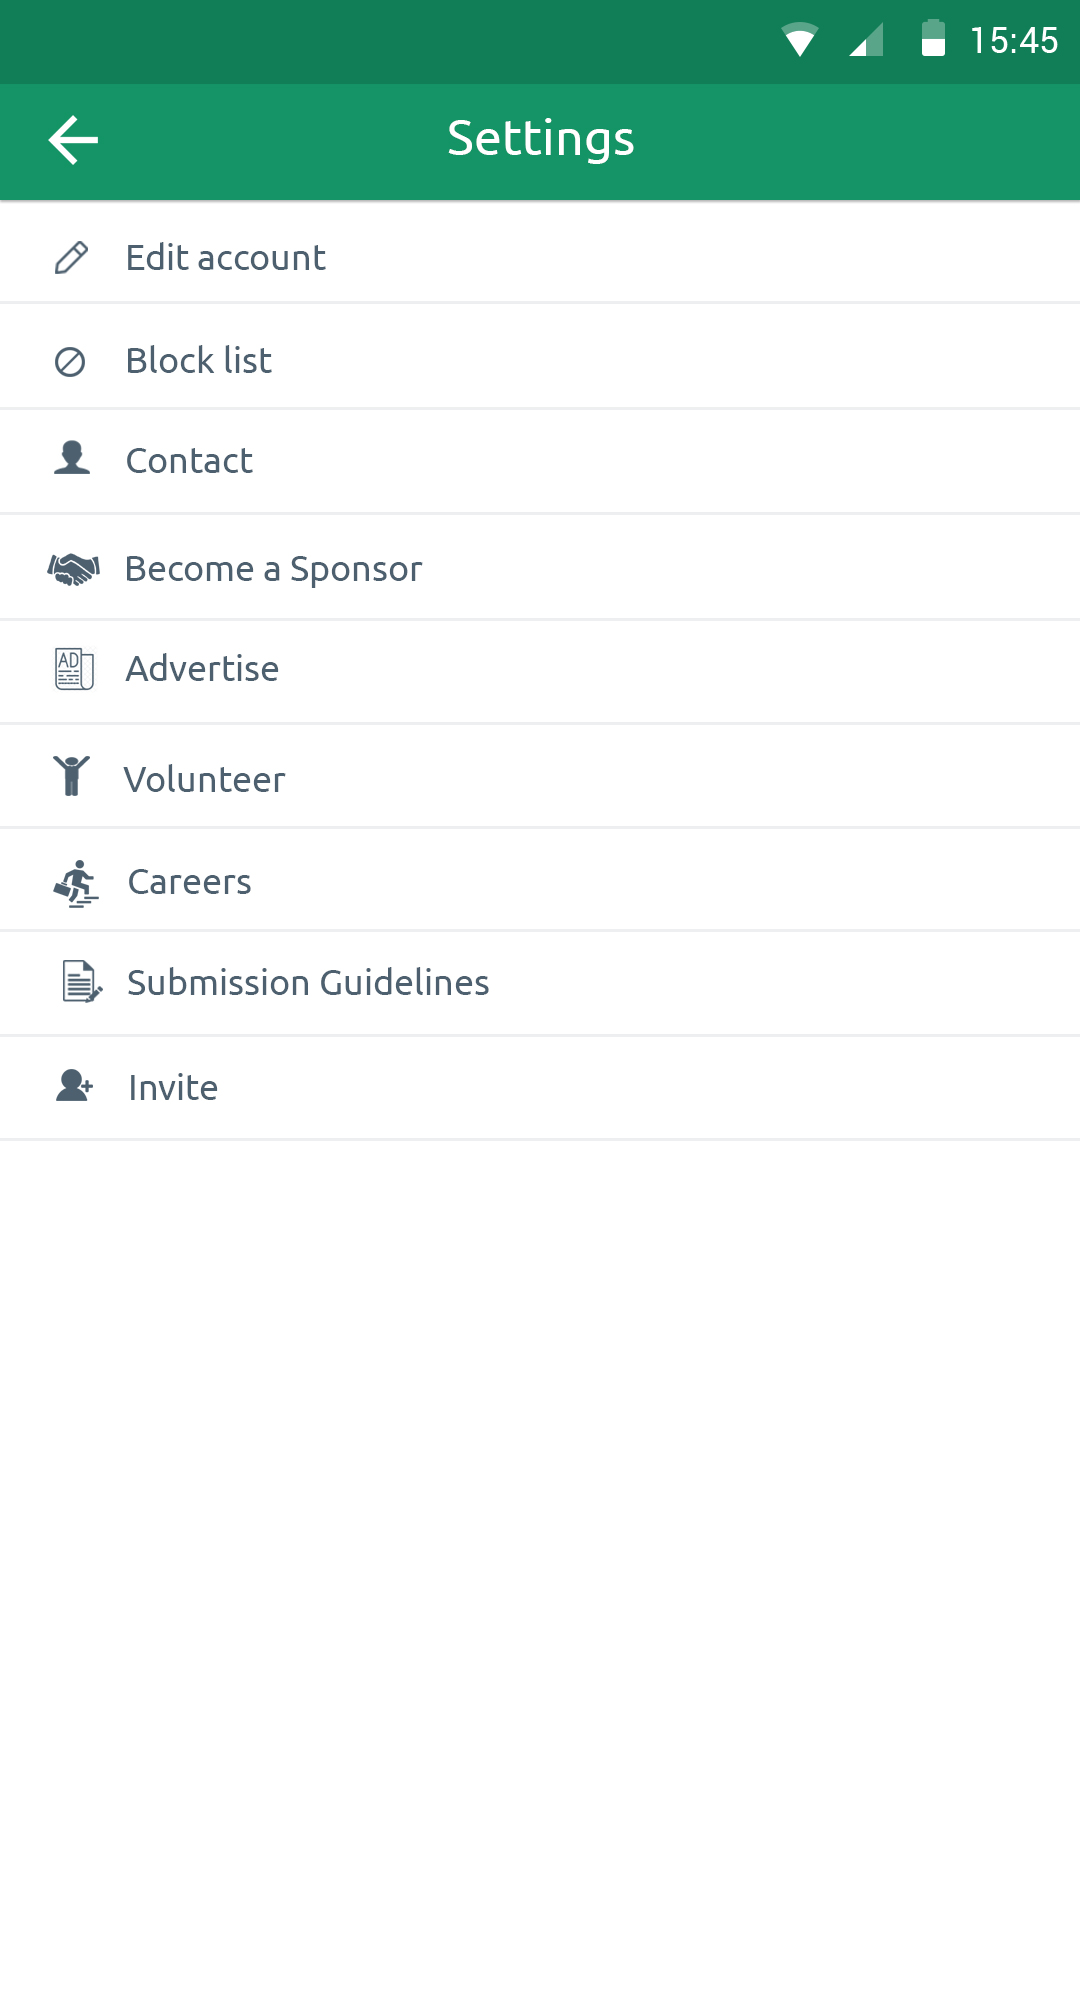 15:45
Settings
Edit account
Block list
Contact
Become a Sponsor
AD
Advertise
Volunteer
Careers
Submission Guidelines
Invite